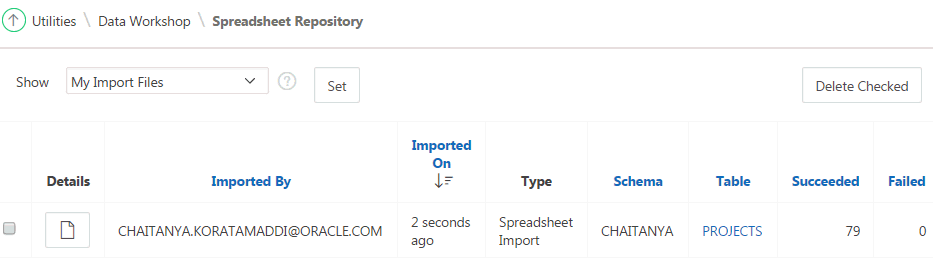 Utilities \ Data Workshop \ Spreadsheet Repository
Show My Import Files ? Set Delete Checked
Details Imported By Imported On Type Schema Table Succeeded Failed
CHAITANYA.KORATAMADDI@ORACLE.COM 2 seconds ago Spreadsheet Import CHAITANYA PROJECTS 79 0